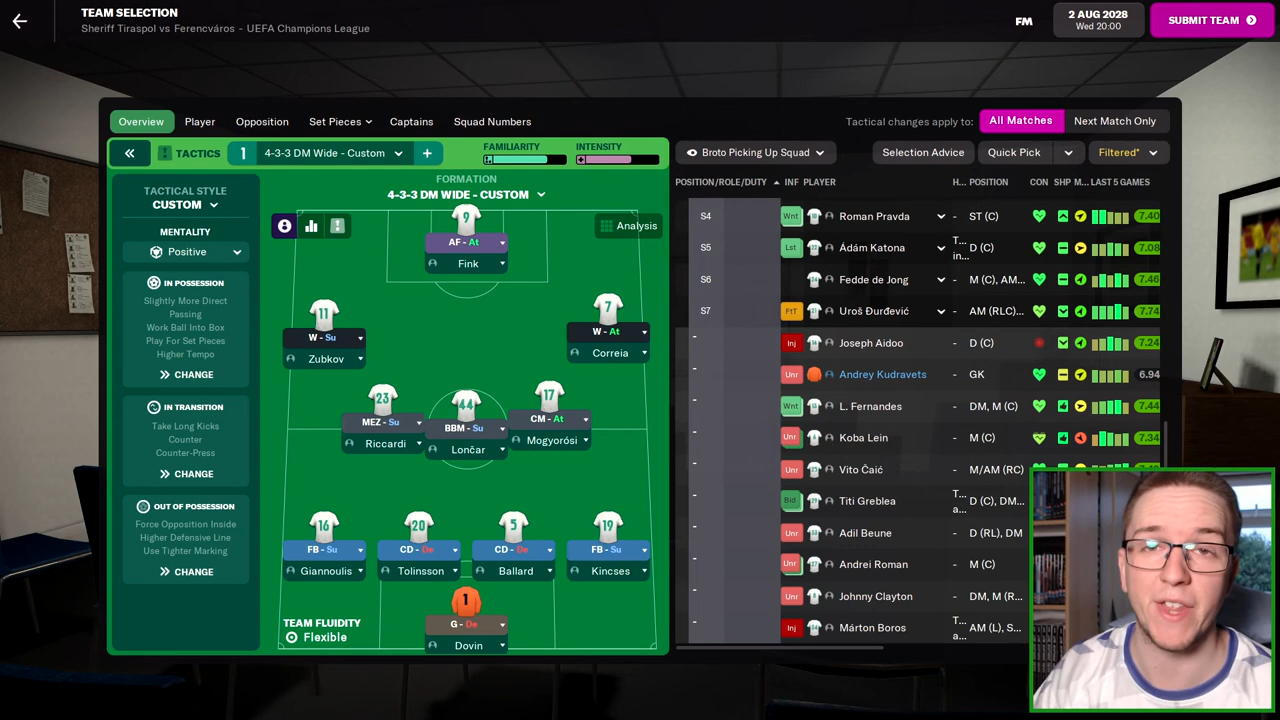 TEAM SELECTION
Sheriff Tiraspol vs Ferencváros - UEFA Champions League
FM
2 AUG 2028
Wed 20:00
SUBMIT TEAM
Overview
Player
Opposition
Set Pieces
Captains
Squad Numbers
Tactical changes apply to:
All Matches
Next Match Only
TACTICS
1
4-3-3 DM Wide - Custom
FAMILIARITY
INTENSITY
Broto Picking Up Squad
Selection Advice
Quick Pick
Filtered*
TACTICAL STYLE
CUSTOM
MENTALITY
Positive
IN POSSESSION
Slightly More Direct
Passing
Work Ball Into Box
Play For Set Pieces
Higher Tempo
CHANGE
IN TRANSITION
Take Long Kicks
Counter
Counter-Press
CHANGE
OUT OF POSSESSION
Force Opposition Inside
Higher Defensive Line
Use Tighter Marking
CHANGE
FORMATION
4-3-3 DM WIDE - CUSTOM
Analysis
9
AF - At
Fink
11
W - Su
Zubkov
7
W - At
Correia
23
MEZ - Su
Riccardi
44
BBM - Su
Lončar
17
CM - At
Mogyorósi
16
FB - Su
Giannoulis
20
CD - De
Tolinsson
5
CD - De
Ballard
19
FB - Su
Kincses
1
G - De
Dovin
TEAM FLUIDITY
Flexible
POSITION/ROLE/DUTY INF PLAYER H... POSITION CON SHP M... LAST 5 GAMES
S4 Wnt Roman Pravda - ST (C) 7.40
S5 Lst Ádám Katona T... in... D (C) 7.08
S6 Fedde de Jong - M (C), AM... 7.46
S7 FtT Uroš Đurđević - AM (RLC)... 7.74
- Inj Joseph Aidoo - D (C) 7.24
- Unr Andrey Kudravets - GK 6.94
- Wnt L. Fernandes - DM, M (C) 7.44
- Unr Koba Lein - M (C) 7.34
- Unr Vito Čaić - M/AM (RC)
- Bid Titi Greblea T... a... D (C), DM...
- Unr Adil Beune - D (RL), DM
- Unr Andrei Roman - M (C)
- Unr Johnny Clayton - DM, M (R...
- Inj Márton Boros T... a... AM (L), S...